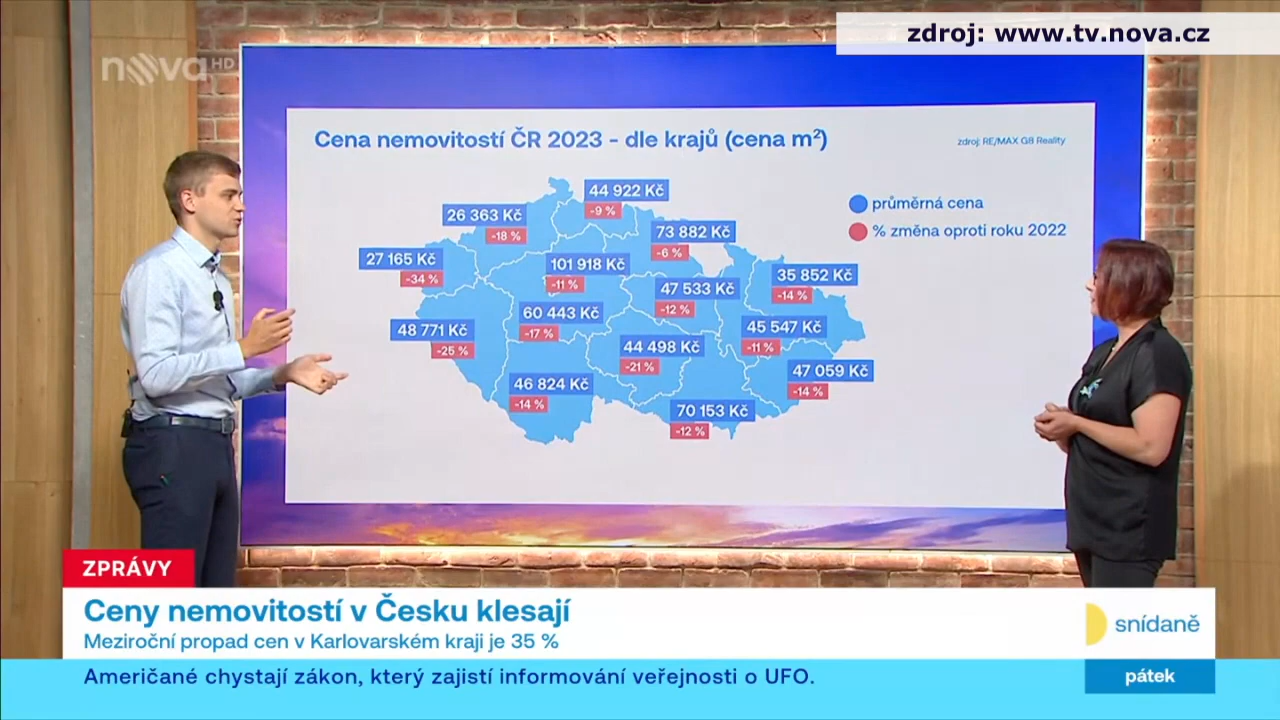 zdroj: www.tv.nova.cz
nova HD
Cena nemovitostí ČR 2023 - dle krajů (cena m²)
zdroj: RE/MAX G8 Reality
44 922 Kč
-9 %
průměrná cena
26 363 Kč
-18 %
73 882 Kč
-6 %
% změna oproti roku 2022
27 165 Kč
-34 %
101 918 Kč
-11 %
35 852 Kč
-14 %
47 533 Kč
-12 %
60 443 Kč
-17 %
48 771 Kč
-25 %
45 547 Kč
-11 %
44 498 Kč
-21 %
47 059 Kč
-14 %
46 824 Kč
-14 %
70 153 Kč
-12 %
ZPRÁVY
Ceny nemovitostí v Česku klesají
Meziroční propad cen v Karlovarském kraji je 35 %
snídaně
Američané chystají zákon, který zajistí informování veřejnosti o UFO.
pátek